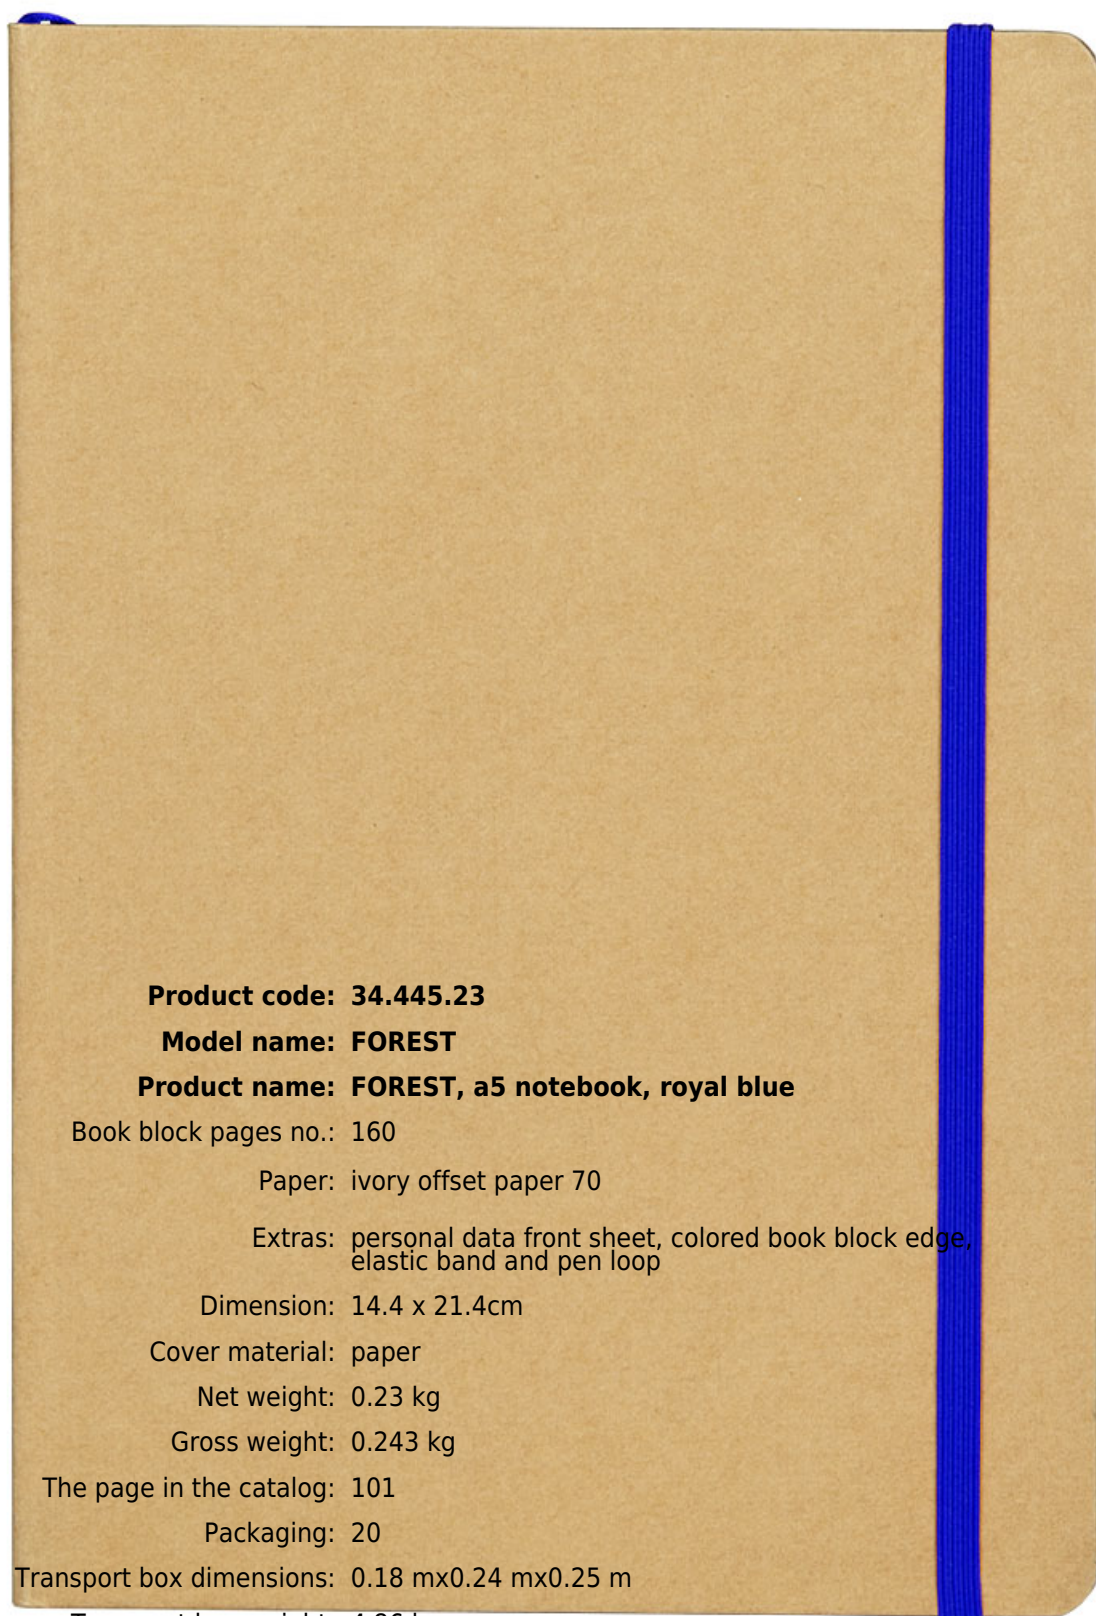 Product code: 34.445.23
Model name: FOREST
Product name: FOREST, a5 notebook, royal blue
Book block pages no.: 160
Paper: ivory offset paper 70
Extras: personal data front sheet, colored book block edge,
elastic band and pen loop
Dimension: 14.4 x 21.4cm
Cover material: paper
Net weight: 0.23 kg
Gross weight: 0.243 kg
The page in the catalog: 101
Packaging: 20
Transport box dimensions: 0.18 mx0.24 mx0.25 m